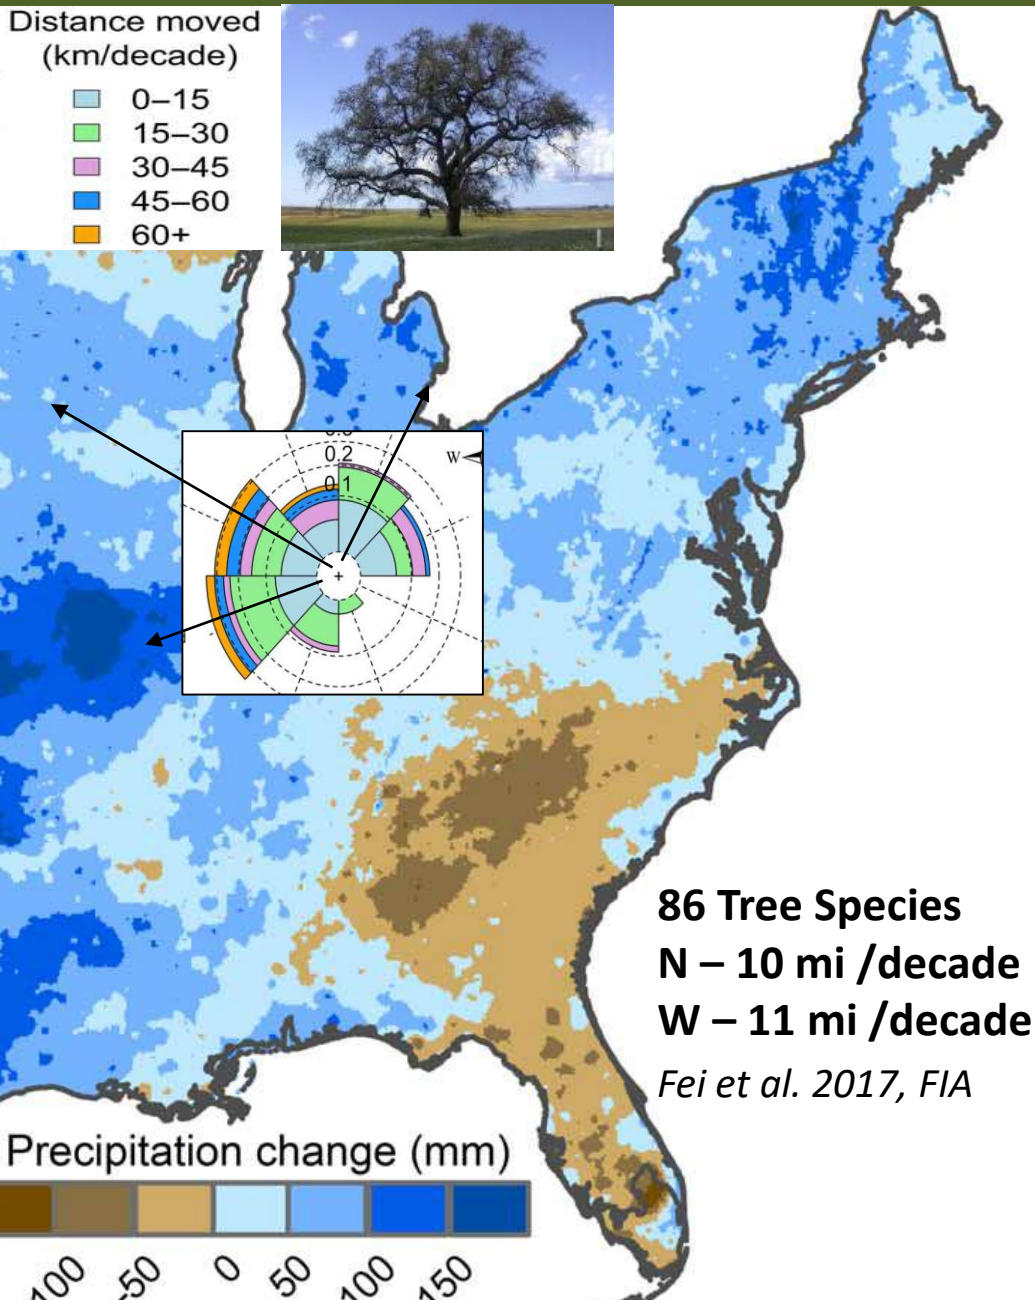 Distance moved
(km/decade)
0–15
15–30
30–45
45–60
60+
0.2
0.1
W
86 Tree Species
N – 10 mi /decade
W – 11 mi /decade
Fei et al. 2017, FIA
Precipitation change (mm)
100 -50 0 50 100 150